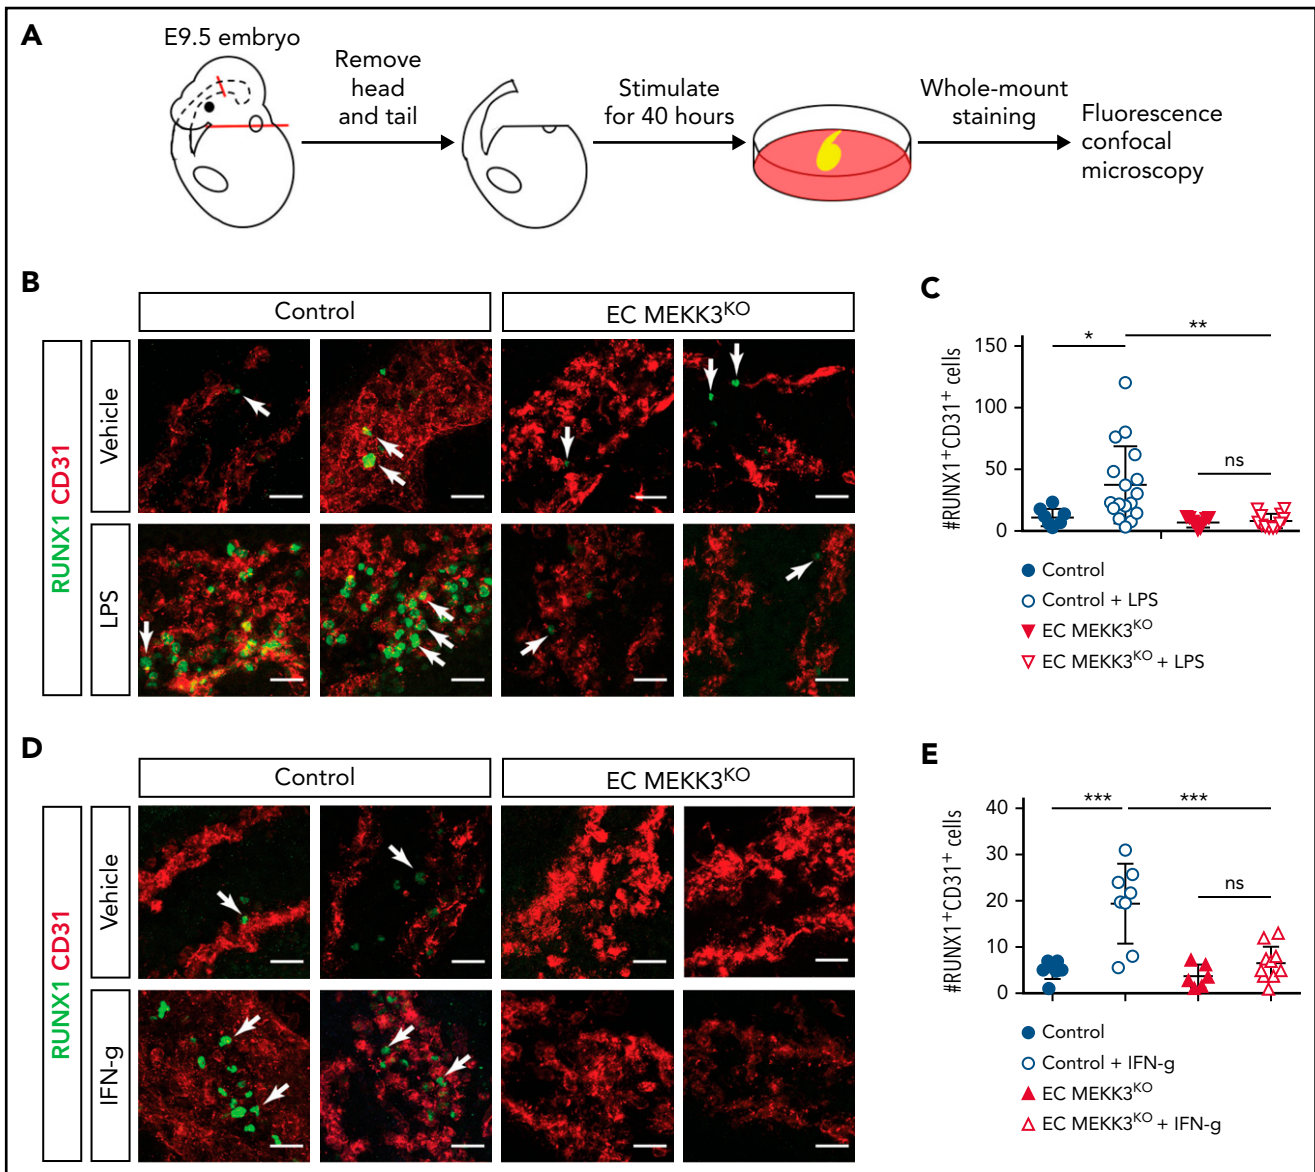 A
E9.5 embryo
Remove
head
and tail
Stimulate
for 40 hours
Whole-mount
staining
Fluorescence
confocal
microscopy
B
Control
EC MEKK3KO
RUNX1 CD31
Vehicle
LPS
C
#RUNX1+CD31+ cells
150
100
50
0
*
**
ns
Control
Control + LPS
EC MEKK3KO
EC MEKK3KO + LPS
D
Control
EC MEKK3KO
RUNX1 CD31
Vehicle
IFN-g
E
#RUNX1+CD31+ cells
40
30
20
10
0
***
***
ns
Control
Control + IFN-g
EC MEKK3KO
EC MEKK3KO + IFN-g